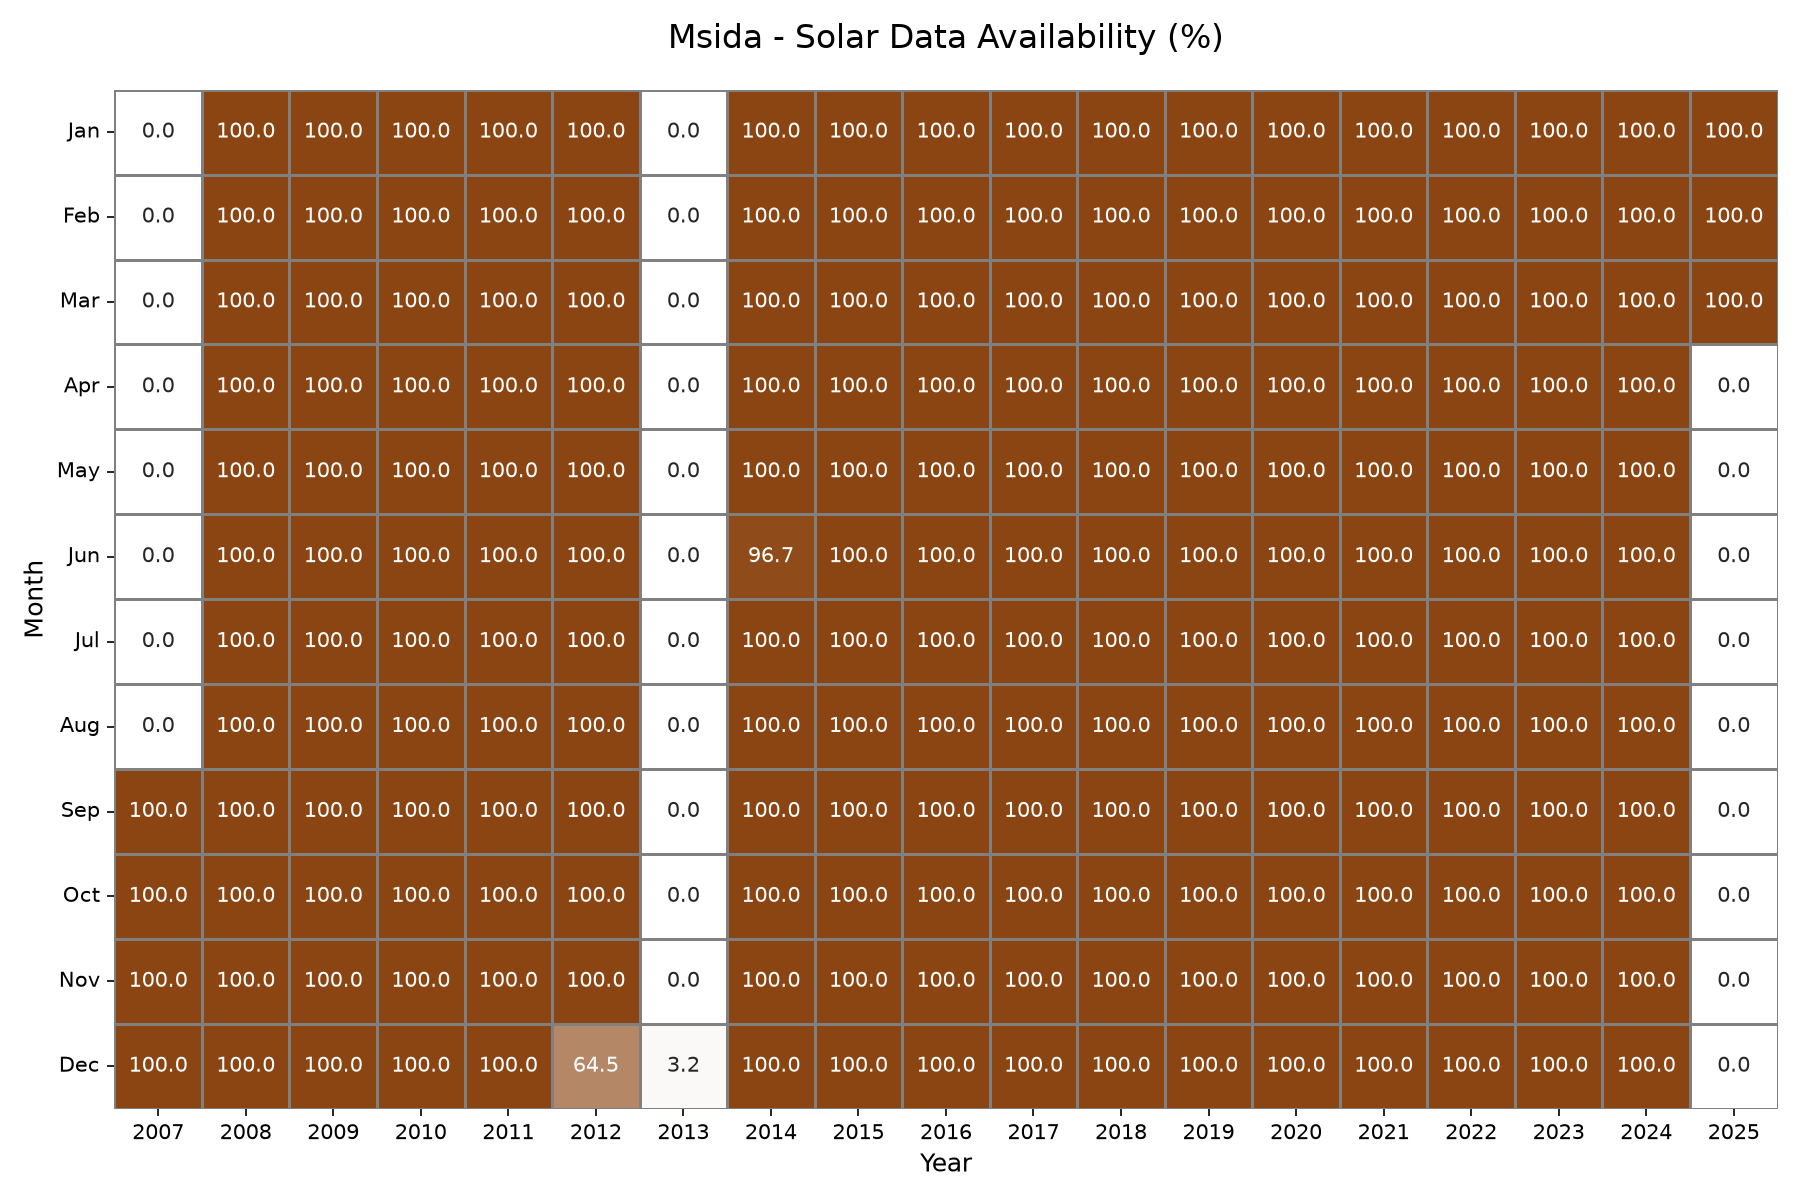 Msida - Solar Data Availability (%)
Jan 0.0 100.0 100.0 100.0 100.0 100.0 0.0 100.0 100.0 100.0 100.0 100.0 100.0 100.0 100.0 100.0 100.0 100.0 100.0
Feb 0.0 100.0 100.0 100.0 100.0 100.0 0.0 100.0 100.0 100.0 100.0 100.0 100.0 100.0 100.0 100.0 100.0 100.0 100.0
Mar 0.0 100.0 100.0 100.0 100.0 100.0 0.0 100.0 100.0 100.0 100.0 100.0 100.0 100.0 100.0 100.0 100.0 100.0 100.0
Apr 0.0 100.0 100.0 100.0 100.0 100.0 0.0 100.0 100.0 100.0 100.0 100.0 100.0 100.0 100.0 100.0 100.0 100.0 0.0
May 0.0 100.0 100.0 100.0 100.0 100.0 0.0 100.0 100.0 100.0 100.0 100.0 100.0 100.0 100.0 100.0 100.0 100.0 0.0
Jun 0.0 100.0 100.0 100.0 100.0 100.0 0.0 96.7 100.0 100.0 100.0 100.0 100.0 100.0 100.0 100.0 100.0 100.0 0.0
Month
Jul 0.0 100.0 100.0 100.0 100.0 100.0 0.0 100.0 100.0 100.0 100.0 100.0 100.0 100.0 100.0 100.0 100.0 100.0 0.0
Aug 0.0 100.0 100.0 100.0 100.0 100.0 0.0 100.0 100.0 100.0 100.0 100.0 100.0 100.0 100.0 100.0 100.0 100.0 0.0
Sep 100.0 100.0 100.0 100.0 100.0 100.0 0.0 100.0 100.0 100.0 100.0 100.0 100.0 100.0 100.0 100.0 100.0 100.0 0.0
Oct 100.0 100.0 100.0 100.0 100.0 100.0 0.0 100.0 100.0 100.0 100.0 100.0 100.0 100.0 100.0 100.0 100.0 100.0 0.0
Nov 100.0 100.0 100.0 100.0 100.0 100.0 0.0 100.0 100.0 100.0 100.0 100.0 100.0 100.0 100.0 100.0 100.0 100.0 0.0
Dec 100.0 100.0 100.0 100.0 100.0 64.5 3.2 100.0 100.0 100.0 100.0 100.0 100.0 100.0 100.0 100.0 100.0 100.0 0.0
2007 2008 2009 2010 2011 2012 2013 2014 2015 2016 2017 2018 2019 2020 2021 2022 2023 2024 2025
Year